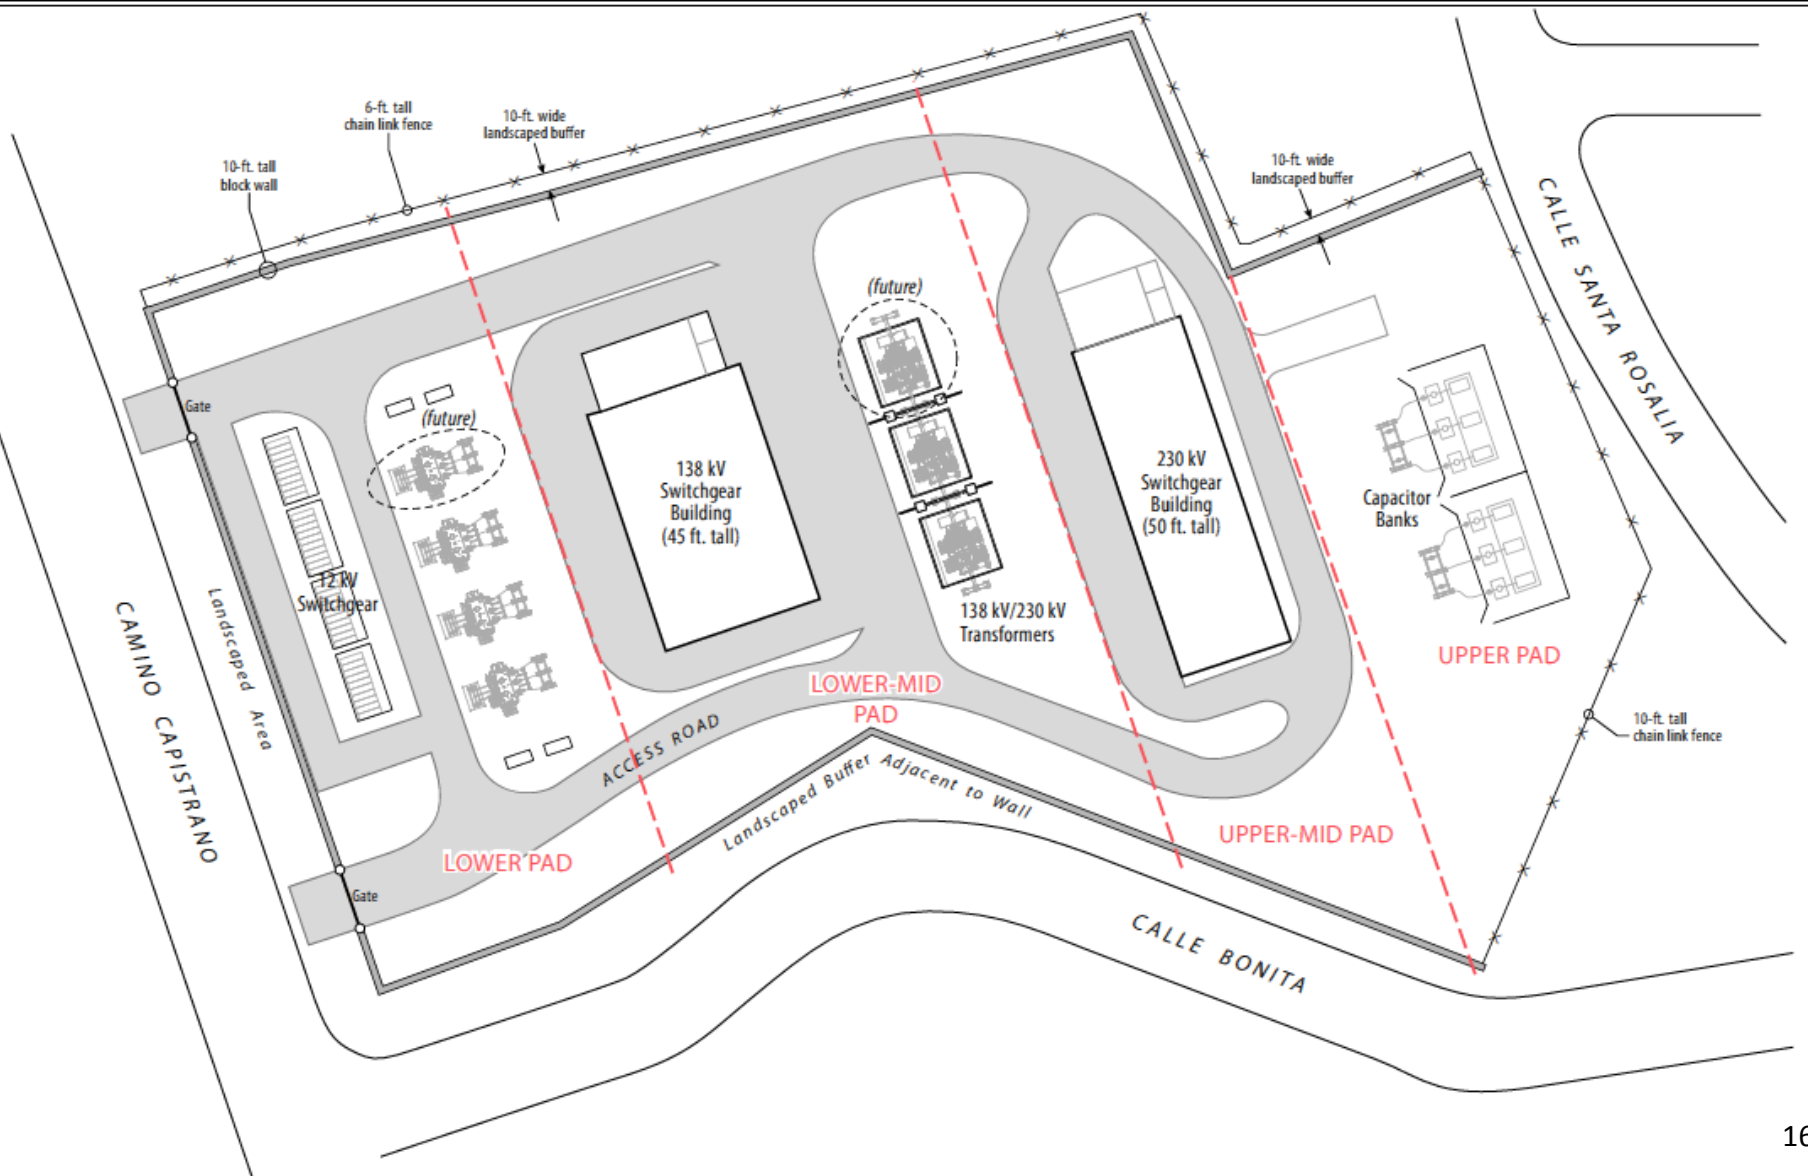 6-ft. tall
chain link fence
10-ft. wide
landscaped buffer
10-ft. tall
block wall
10-ft. wide
landscaped buffer
CALLE SANTA ROSALIA
(future)
Gate
(future)
138 kV
Switchgear
Building
(45 ft. tall)
230 kV
Switchgear
Building
(50 ft. tall)
Capacitor
Banks
12 kV
Switchgear
138 kV/230 kV
Transformers
CAMINO CAPISTRANO
Landscaped Area
UPPER PAD
LOWER-MID
PAD
10-ft. tall
chain link fence
ACCESS ROAD
Landscaped Buffer Adjacent to Wall
UPPER-MID PAD
LOWER PAD
Gate
CALLE BONITA
16